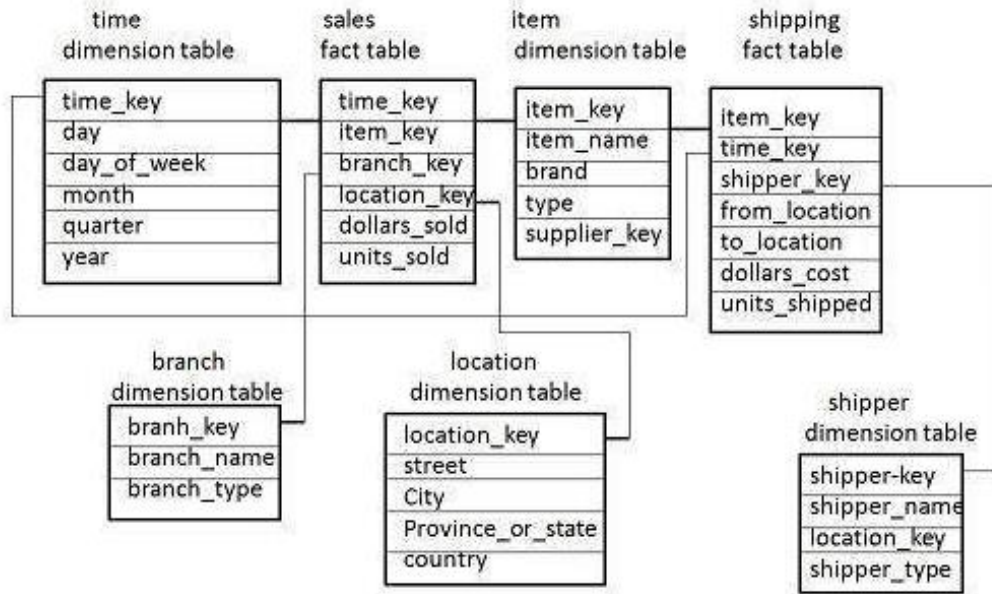 time
dimension table
time_key
day
day_of_week
month
quarter
year
sales
fact table
time_key
item_key
branch_key
location_key
dollars_sold
units_sold
item
dimension table
item_key
item_name
brand
type
supplier_key
shipping
fact table
item_key
time_key
shipper_key
from_location
to_location
dollars_cost
units_shipped
branch
dimension table
branh_key
branch_name
branch_type
location
dimension table
location_key
street
City
Province_or_state
country
shipper
dimension table
shipper-key
shipper_name
location_key
shipper_type